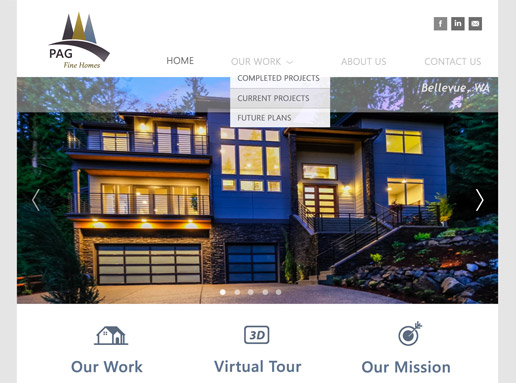 f in
PAG
Fine Homes
HOME OUR WORK ABOUT US CONTACT US
COMPLETED PROJECTS
CURRENT PROJECTS
FUTURE PLANS
Bellevue, WA
3D
Our Work Virtual Tour Our Mission